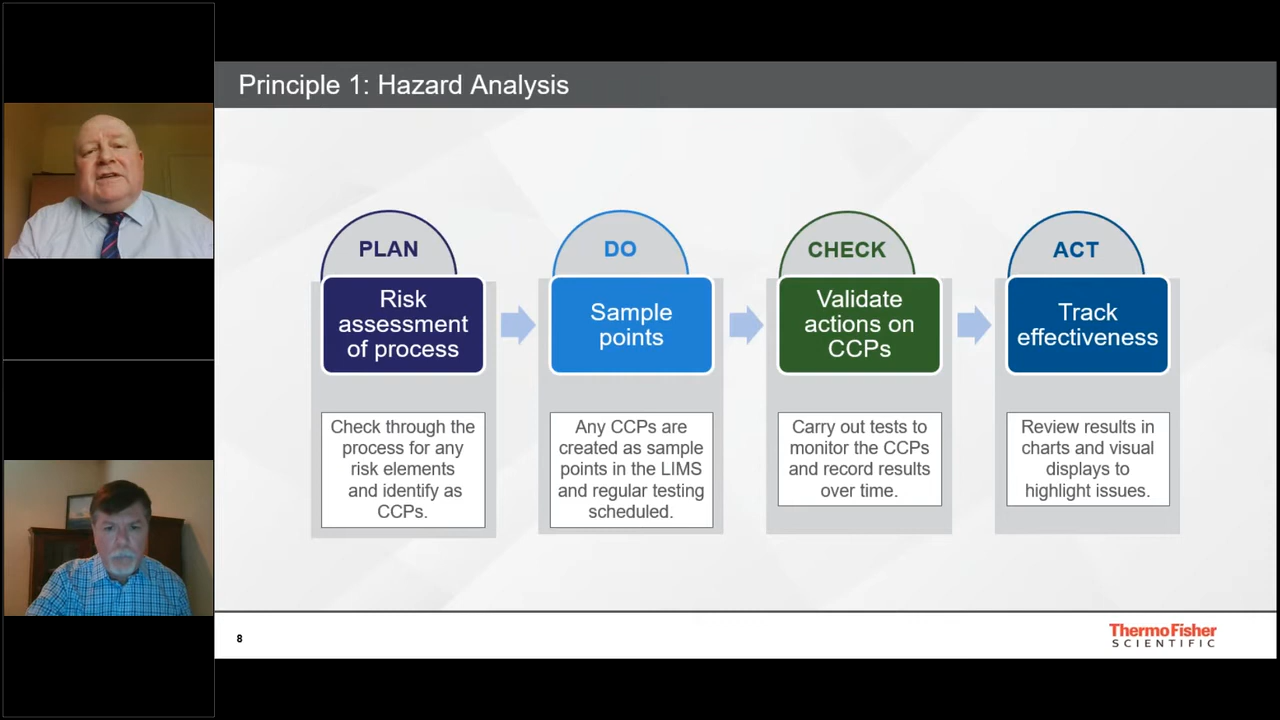 Principle 1: Hazard Analysis
PLAN
Risk
assessment
of process
Check through the
process for any
risk elements
and identify as
CCPs.
DO
Sample
points
Any CCPs are
created as sample
points in the LIMS
and regular testing
scheduled.
CHECK
Validate
actions on
CCPs
Carry out tests to
monitor the CCPs
and record results
over time.
ACT
Track
effectiveness
Review results in
charts and visual
displays to
highlight issues.
8
ThermoFisher
SCIENTIFIC